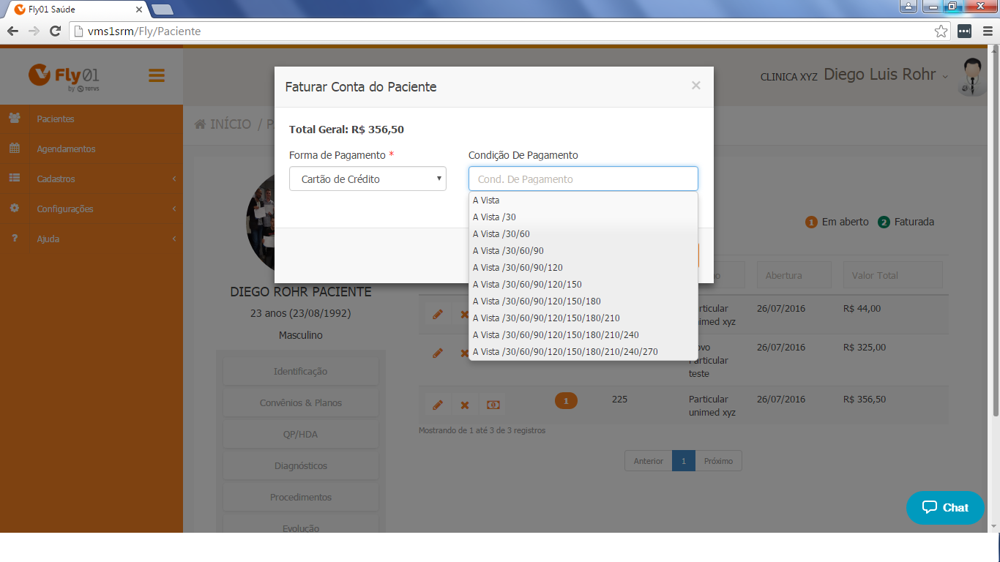 Fly01 Saúde
vms1srm/Fly/Paciente
Fly01
by TOTVS
CLINICA XYZ Diego Luis Rohr
Pacientes
Agendamentos
Cadastros
Configurações
Ajuda
INÍCIO / P
Faturar Conta do Paciente
×
Total Geral: R$ 356,50
Forma de Pagamento *
Condição De Pagamento
Cartão de Crédito
Cond. De Pagamento
A Vista
A Vista /30
A Vista /30/60
A Vista /30/60/90
A Vista /30/60/90/120
A Vista /30/60/90/120/150
A Vista /30/60/90/120/150/180
A Vista /30/60/90/120/150/180/210
A Vista /30/60/90/120/150/180/210/240
A Vista /30/60/90/120/150/180/210/240/270
1 Em aberto 2 Faturada
DIEGO ROHR PACIENTE
23 anos (23/08/1992)
Masculino
Identificação
Convênios & Planos
QP/HDA
Diagnósticos
Procedimentos
Evolução
Abertura
Valor Total
rticular
unimed xyz
26/07/2016
R$ 44,00
ovo
Particular
teste
26/07/2016
R$ 325,00
1
225
Particular
unimed xyz
26/07/2016
R$ 356,50
Mostrando de 1 até 3 de 3 registros
Anterior 1 Próximo
Chat